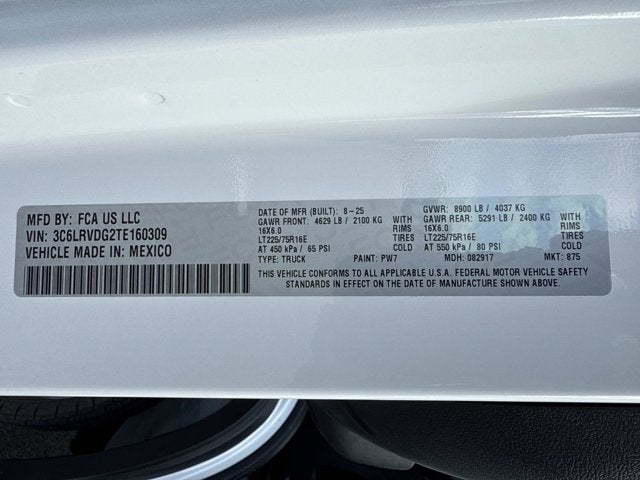 MFD BY: FCA US LLC
VIN: 3C6LRVDG2TE160309
VEHICLE MADE IN: MEXICO
DATE OF MFR (BUILT): 8-25
GAWR FRONT: 4629 LB / 2100 KG
16X6.0 WITH RIMS
LT225/75R16E TIRES
AT 450 kPa / 65 PSI COLD
TYPE: TRUCK PAINT: PW7
GVWR: 8900 LB / 4037 KG
GAWR REAR: 5291 LB / 2400 KG
16X6.0 WITH RIMS
LT225/75R16E TIRES
AT 550 kPa / 80 PSI COLD
MDH: 082917 MKT: 875
THIS VEHICLE CONFORMS TO ALL APPLICABLE U.S.A. FEDERAL MOTOR VEHICLE SAFETY
STANDARDS IN EFFECT ON THE DATE OF MANUFACTURE SHOWN ABOVE.